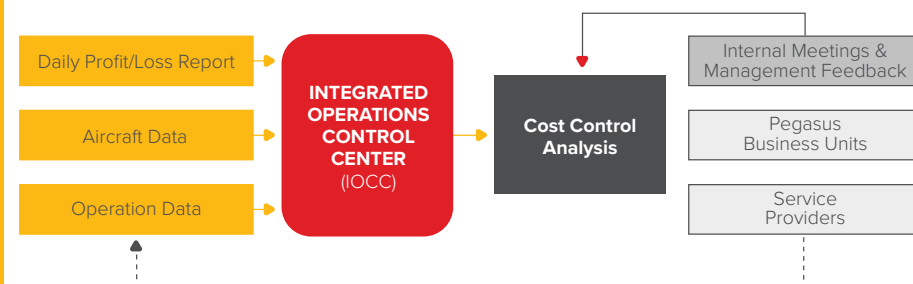 Daily Profit/Loss Report
Aircraft Data
Operation Data
INTEGRATED
OPERATIONS
CONTROL
CENTER
(IOCC)
Cost Control
Analysis
Internal Meetings &
Management Feedback
Pegasus
Business Units
Service
Providers